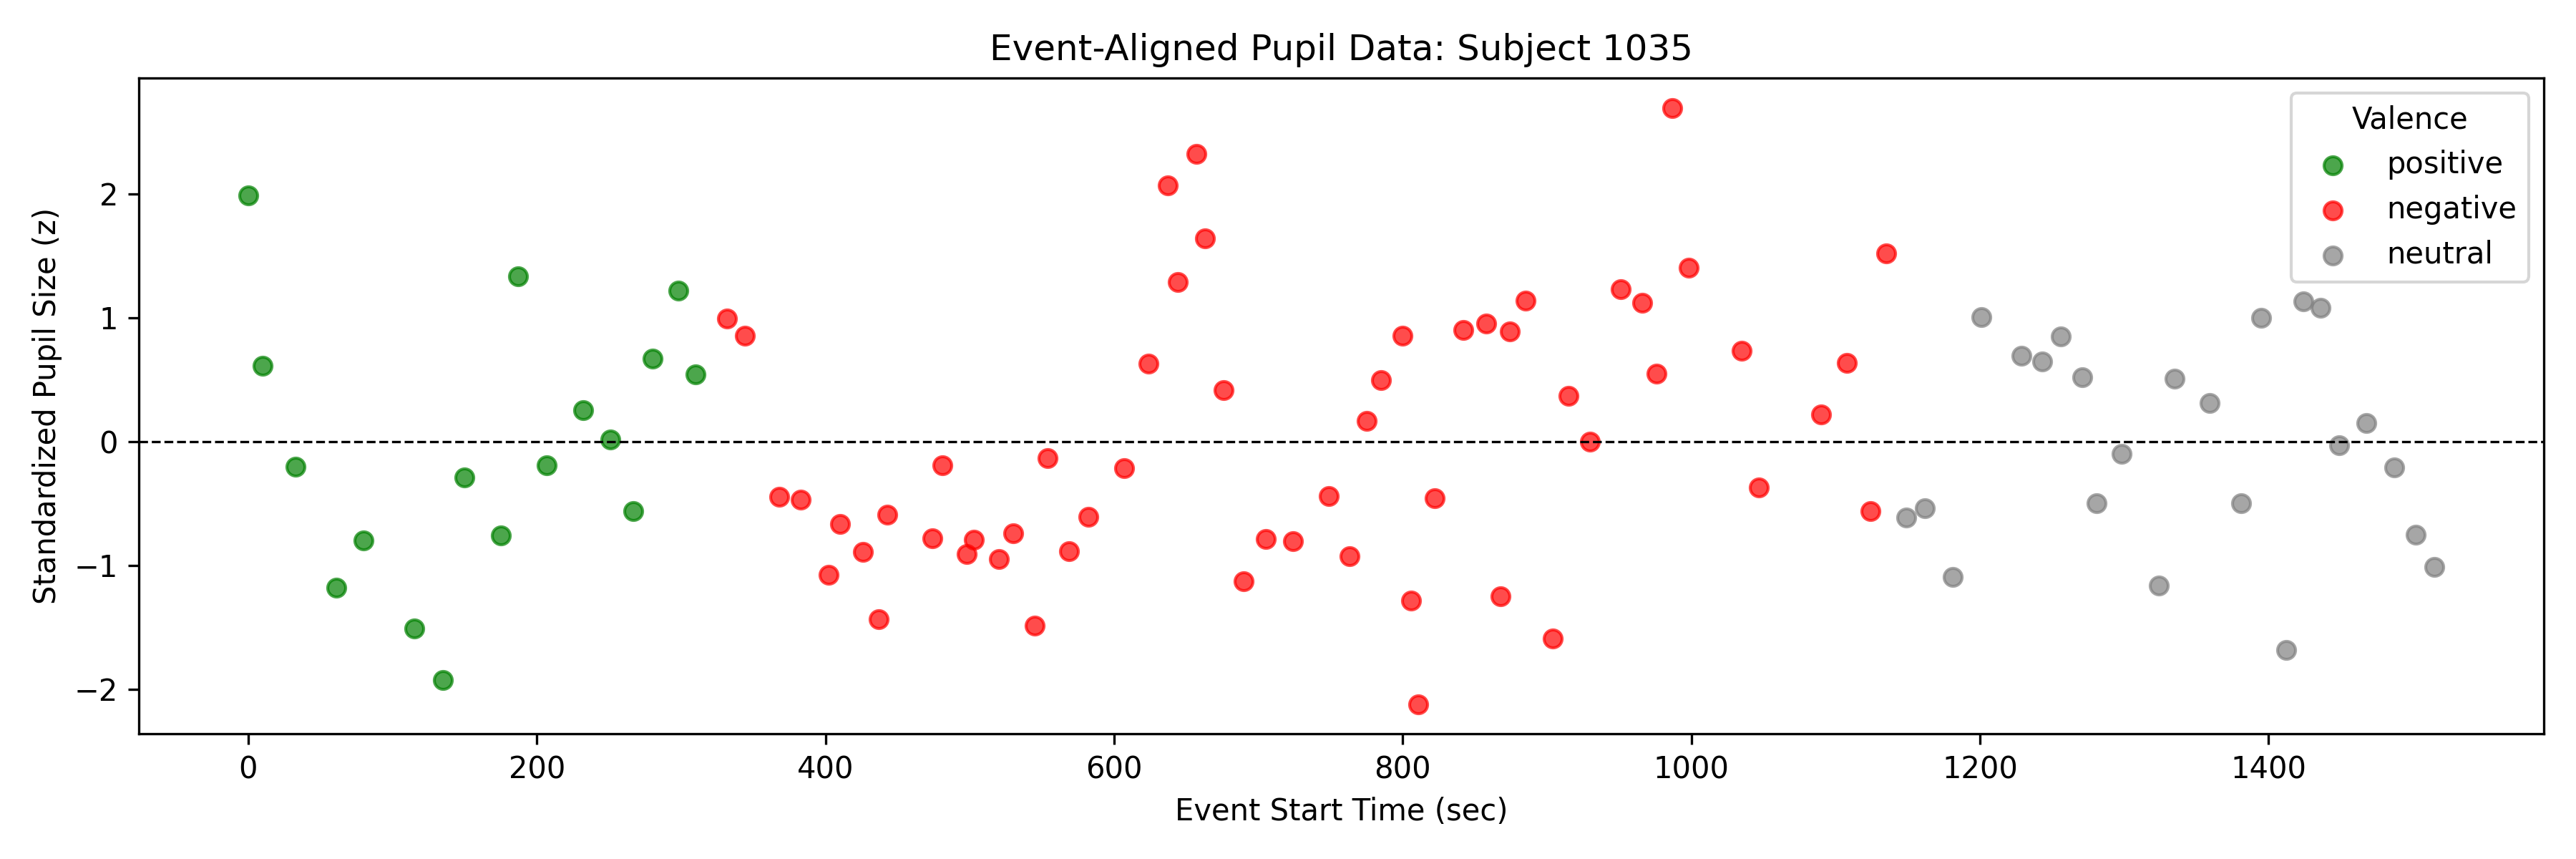 Event-Aligned Pupil Data: Subject 1035
Standardized Pupil Size (z)
2
1
0
−1
−2
Valence
positive
negative
neutral
0 200 400 600 800 1000 1200 1400
Event Start Time (sec)